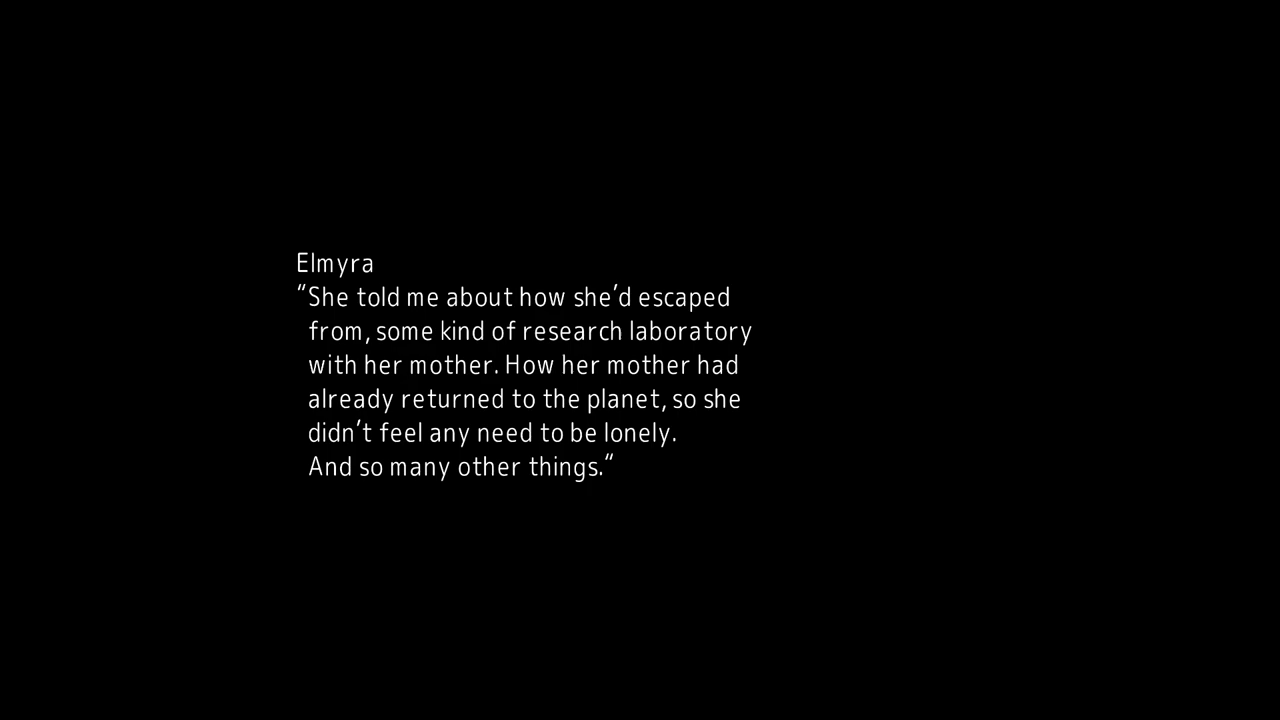 Elmyra
“She told me about how she’d escaped
from, some kind of research laboratory
with her mother. How her mother had
already returned to the planet, so she
didn’t feel any need to be lonely.
And so many other things.”